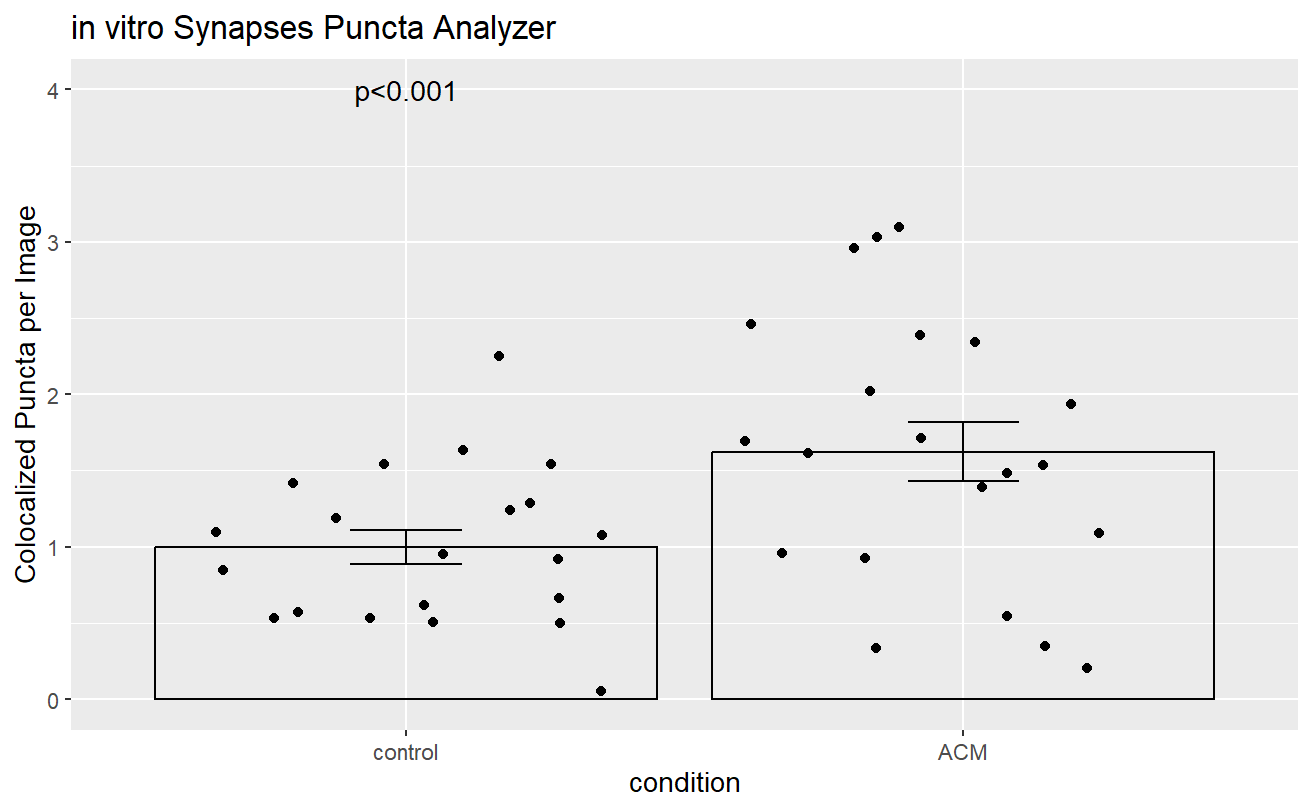 in vitro Synapses Puncta Analyzer
p<0.001
4
3
2
1
0
Colocalized Puncta per Image
control
ACM
condition